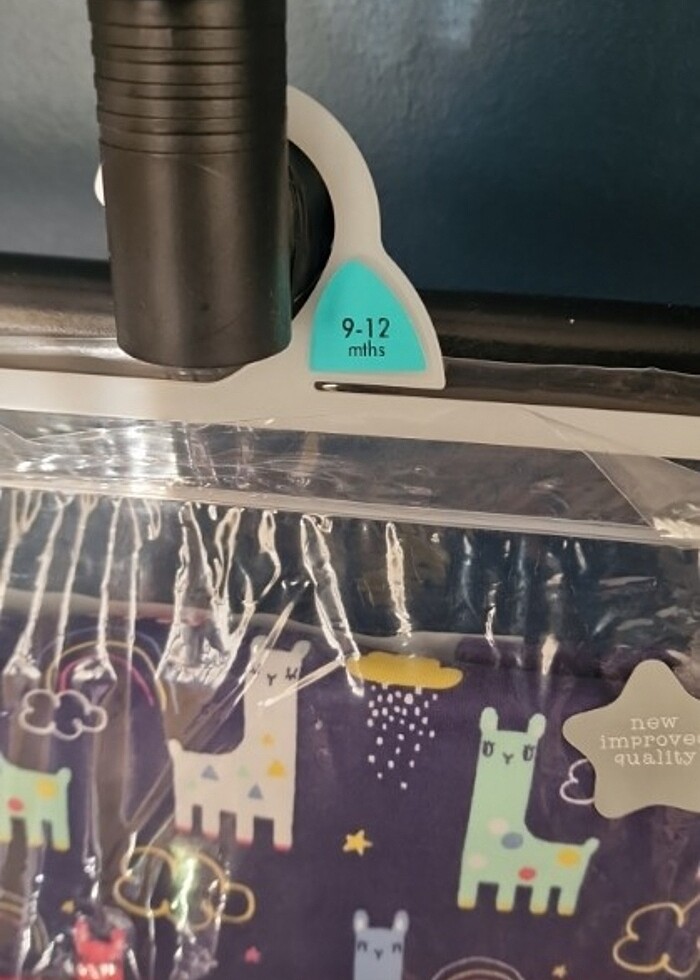 9-12
mths
new
improved
quality